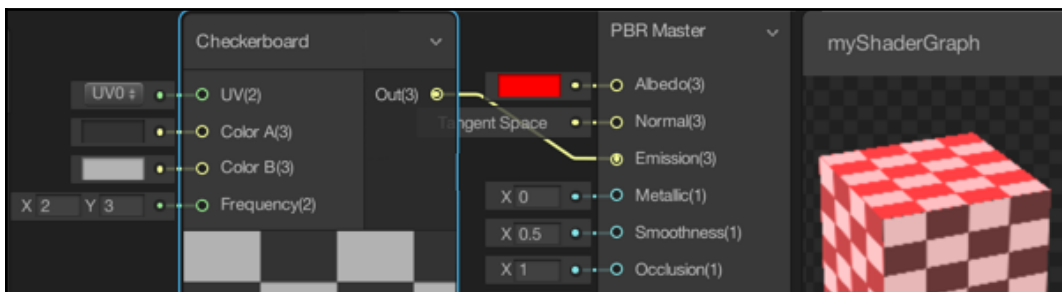 Checkerboard
UV0
UV(2)
Out(3)
Color A(3)
Color B(3)
X 2 Y 3
Frequency(2)
PBR Master
Albedo(3)
Tangent Space
Normal(3)
Emission(3)
X 0
Metallic(1)
X 0.5
Smoothness(1)
X 1
Occlusion(1)
myShaderGraph